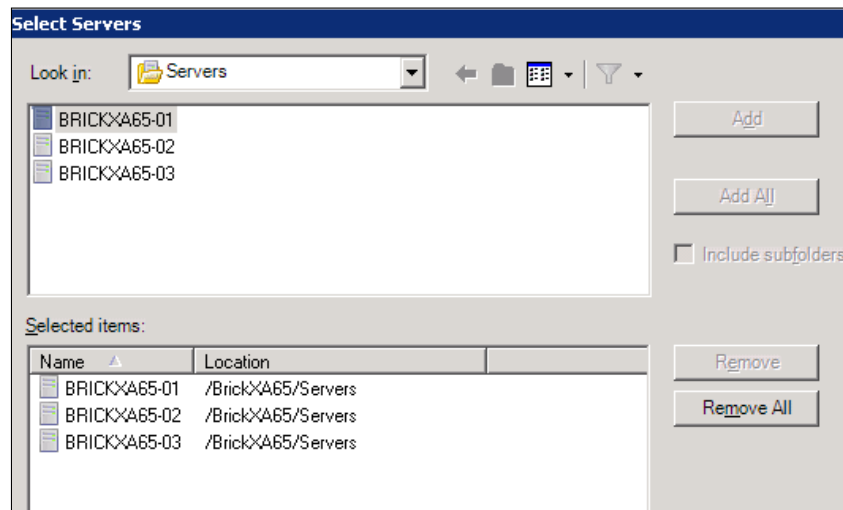 Select Servers
Look in: Servers
BRICKXA65-01
BRICKXA65-02
BRICKXA65-03
Add
Add All
Include subfolders
Selected items:
Name Location
BRICKXA65-01 /BrickXA65/Servers
BRICKXA65-02 /BrickXA65/Servers
BRICKXA65-03 /BrickXA65/Servers
Remove
Remove All